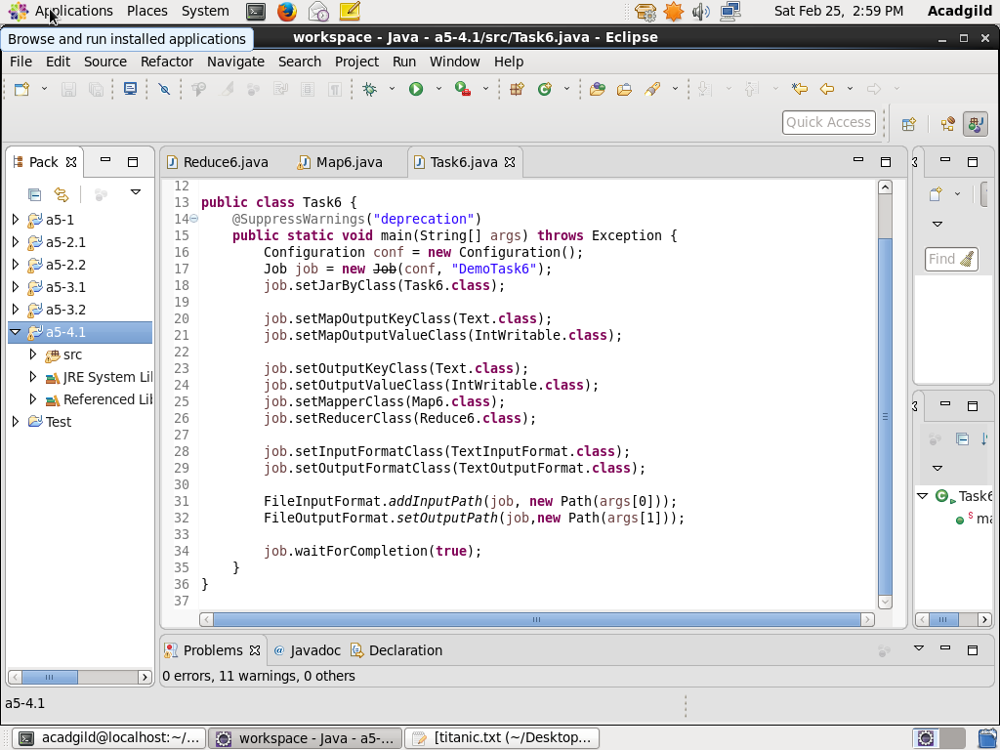 Applications Places System Sat Feb 25, 2:59 PM Acadgild
Browse and run installed applications
workspace - Java - a5-4.1/src/Task6.java - Eclipse
File Edit Source Refactor Navigate Search Project Run Window Help
Quick Access
Pack
Reduce6.java Map6.java Task6.java
a5-1
a5-2.1
a5-2.2
a5-3.1
a5-3.2
a5-4.1
src
JRE System Li
Referenced Lib
Test
12
13 public class Task6 {
14 @SuppressWarnings("deprecation")
15 public static void main(String[] args) throws Exception {
16 Configuration conf = new Configuration();
17 Job job = new Job(conf, "DemoTask6");
18 job.setJarByClass(Task6.class);
19
20 job.setMapOutputKeyClass(Text.class);
21 job.setMapOutputValueClass(IntWritable.class);
22
23 job.setOutputKeyClass(Text.class);
24 job.setOutputValueClass(IntWritable.class);
25 job.setMapperClass(Map6.class);
26 job.setReducerClass(Reduce6.class);
27
28 job.setInputFormatClass(TextInputFormat.class);
29 job.setOutputFormatClass(TextOutputFormat.class);
30
31 FileInputFormat.addInputPath(job, new Path(args[0]));
32 FileOutputFormat.setOutputPath(job,new Path(args[1]));
33
34 job.waitForCompletion(true);
35 }
36 }
37
Find
Task6
ma
Problems Javadoc Declaration
0 errors, 11 warnings, 0 others
a5-4.1
acadgild@localhost:~/... workspace - Java - a5-... [titanic.txt (~/Desktop...